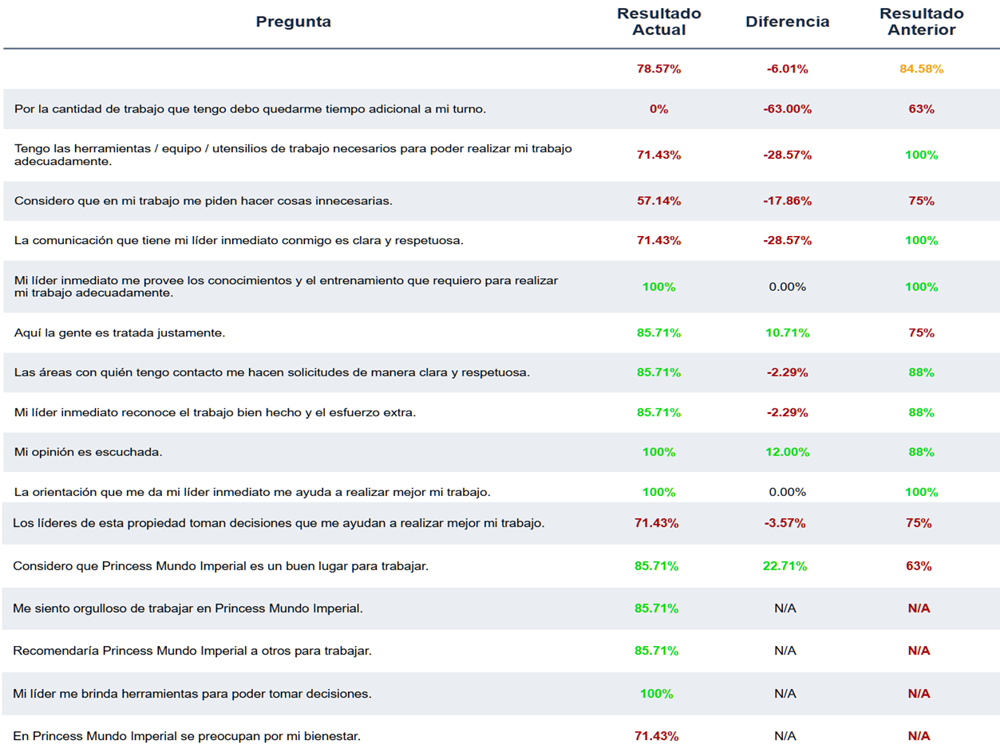 Pregunta Resultado Actual Diferencia Resultado Anterior
78.57% -6.01% 84.58%
Por la cantidad de trabajo que tengo debo quedarme tiempo adicional a mi turno. 0% -63.00% 63%
Tengo las herramientas / equipo / utensilios de trabajo necesarios para poder realizar mi trabajo
adecuadamente. 71.43% -28.57% 100%
Considero que en mi trabajo me piden hacer cosas innecesarias. 57.14% -17.86% 75%
La comunicación que tiene mi líder inmediato conmigo es clara y respetuosa. 71.43% -28.57% 100%
Mi líder inmediato me provee los conocimientos y el entrenamiento que requiero para realizar
mi trabajo adecuadamente. 100% 0.00% 100%
Aquí la gente es tratada justamente. 85.71% 10.71% 75%
Las áreas con quién tengo contacto me hacen solicitudes de manera clara y respetuosa. 85.71% -2.29% 88%
Mi líder inmediato reconoce el trabajo bien hecho y el esfuerzo extra. 85.71% -2.29% 88%
Mi opinión es escuchada. 100% 12.00% 88%
La orientación que me da mi líder inmediato me ayuda a realizar mejor mi trabajo. 100% 0.00% 100%
Los líderes de esta propiedad toman decisiones que me ayudan a realizar mejor mi trabajo. 71.43% -3.57% 75%
Considero que Princess Mundo Imperial es un buen lugar para trabajar. 85.71% 22.71% 63%
Me siento orgulloso de trabajar en Princess Mundo Imperial. 85.71% N/A N/A
Recomendaría Princess Mundo Imperial a otros para trabajar. 85.71% N/A N/A
Mi líder me brinda herramientas para poder tomar decisiones. 100% N/A N/A
En Princess Mundo Imperial se preocupan por mi bienestar. 71.43% N/A N/A